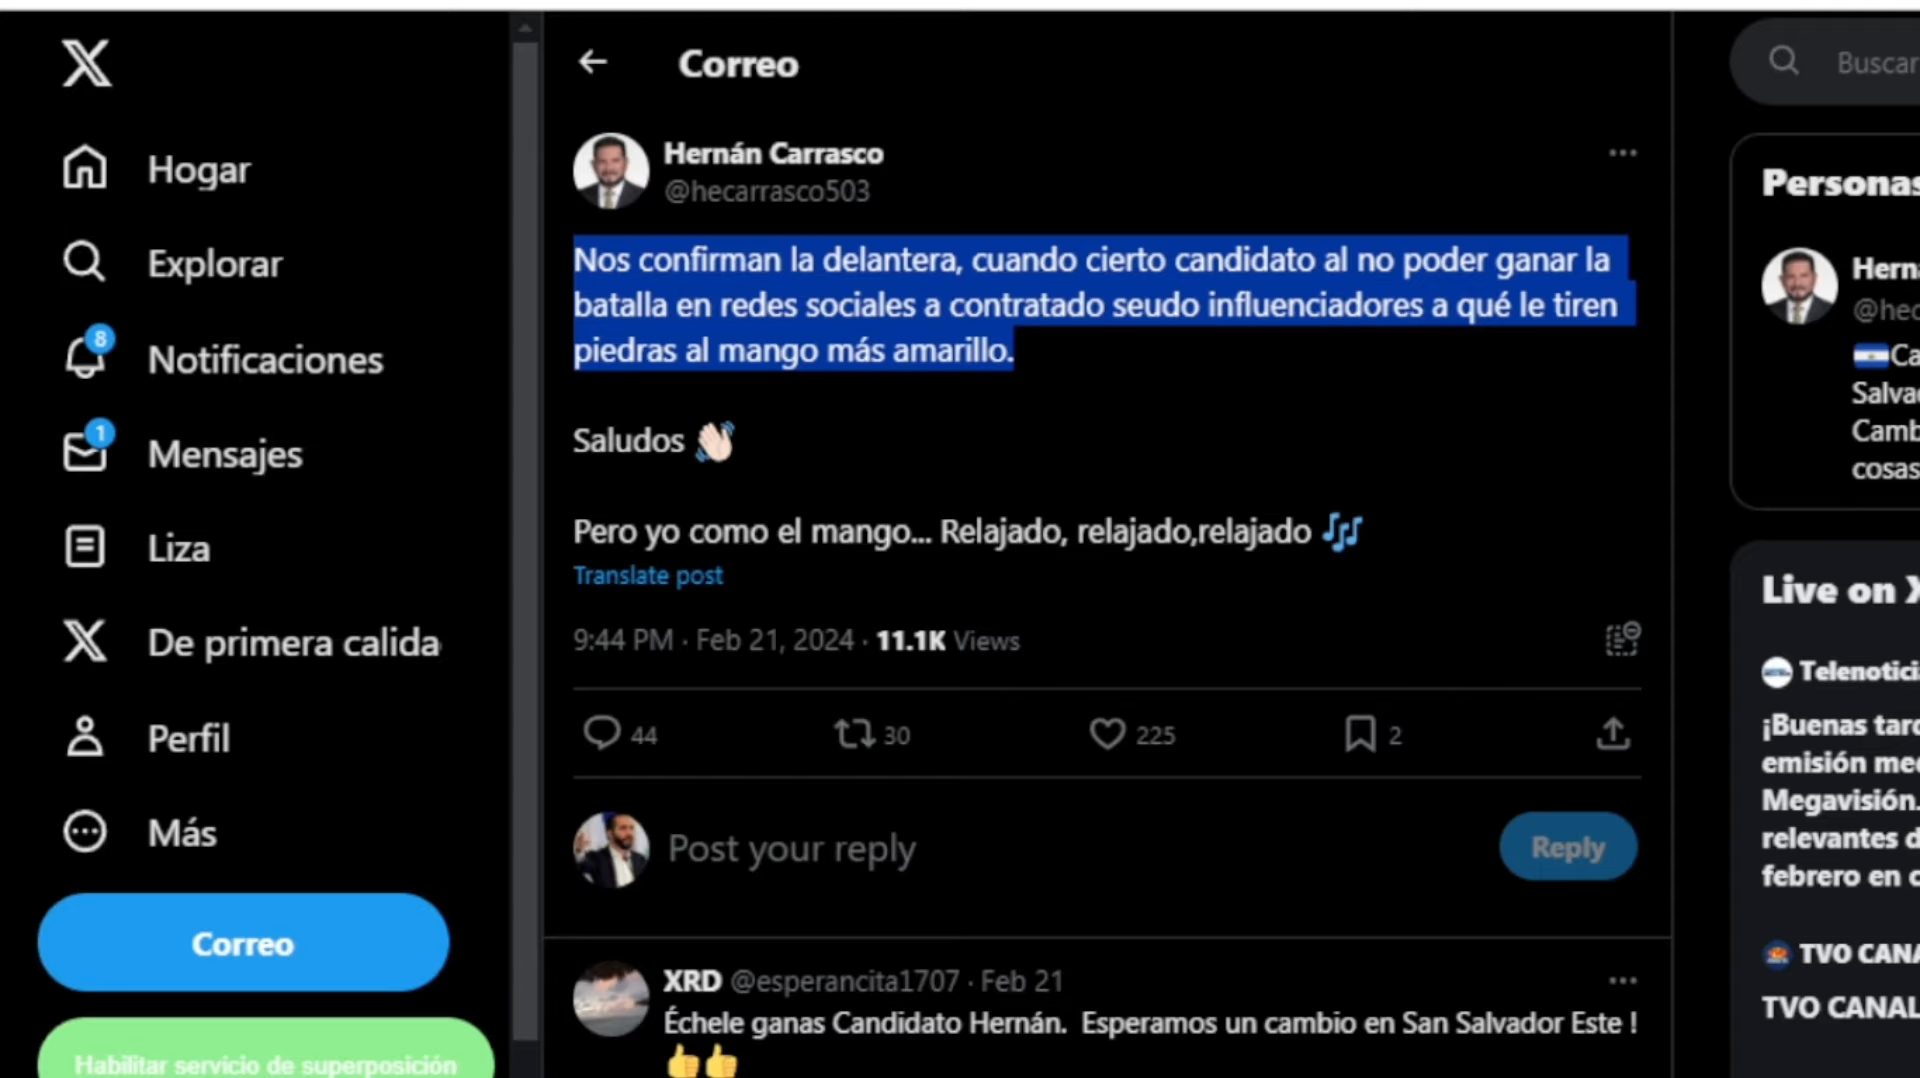 X
Hogar
Explorar
8
Notificaciones
1
Mensajes
Liza
De primera calida
Perfil
Más
Correo
Habilitar servicio de superposición
Correo
Hernán Carrasco
@hecarrasco503
Nos confirman la delantera, cuando cierto candidato al no poder ganar la
batalla en redes sociales a contratado seudo influenciadores a qué le tiren
piedras al mango más amarillo.
Saludos 👋🏻
Pero yo como el mango... Relajado, relajado,relajado 🎶
Translate post
9:44 PM · Feb 21, 2024 · 11.1K Views
44 30 225 2
Post your reply
Reply
XRD @esperancita1707 · Feb 21
Échele ganas Candidato Hernán. Esperamos un cambio en San Salvador Este !
👍👍
Buscar
Personas
Herná
@hec
🇸🇻Ca
Salva
Camb
cosas
Live on X
Telenotici
¡Buenas tard
emisión me
Megavisión.
relevantes d
febrero en c
TVO CANA
TVO CANAL